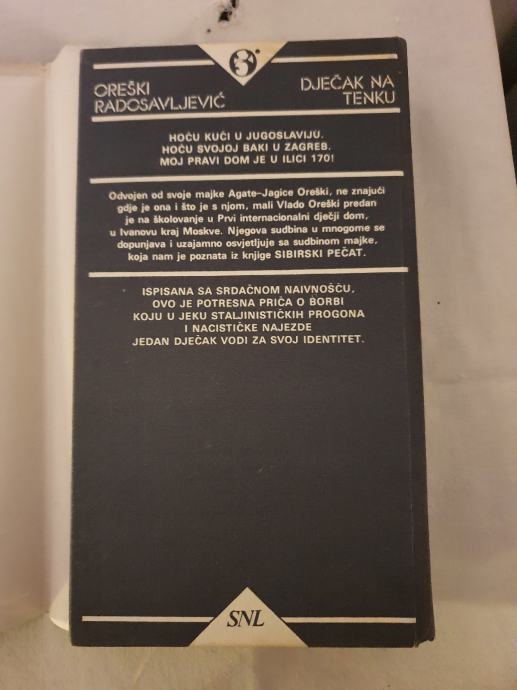 3
OREŠKI
RADOSAVLJEVIĆ
DJEČAK NA
TENKU
HOĆU KUĆI U JUGOSLAVIJU.
HOĆU SVOJOJ BAKI U ZAGREB.
MOJ PRAVI DOM JE U ILICI 170!
Odvojen od svoje majke Agate-Jagice Oreški, ne znajući
gdje je ona i što je s njom, mali Vlado Oreški predan
je na školovanje u Prvi internacionalni dječji dom,
u Ivanovu kraj Moskve. Njegova sudbina u mnogome se
dopunjava i uzajamno osvjetljuje sa sudbinom majke,
koja nam je poznata iz knjige SIBIRSKI PEČAT.
ISPISANA SA SRDAČNOM NAIVNOŠĆU,
OVO JE POTRESNA PRIČA O BORBI
KOJU U JEKU STALJINISTIČKIH PROGONA
I NACISTIČKE NAJEZDE
JEDAN DJEČAK VODI ZA SVOJ IDENTITET.
SNL